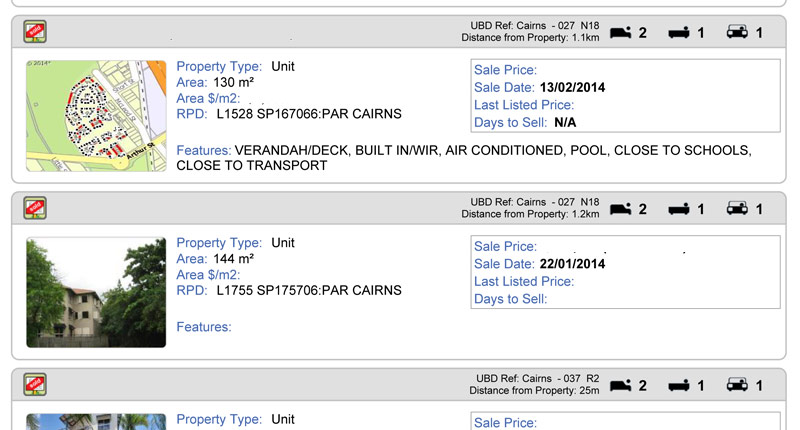 UBD Ref: Cairns - 027 N18
Distance from Property: 1.1km
2 1 1
© 2014
Arthur St
Property Type: Unit
Area: 130 m²
Area $/m2:
RPD: L1528 SP167066:PAR CAIRNS
Sale Price:
Sale Date: 13/02/2014
Last Listed Price:
Days to Sell: N/A
Features: VERANDAH/DECK, BUILT IN/WIR, AIR CONDITIONED, POOL, CLOSE TO SCHOOLS,
CLOSE TO TRANSPORT
sold
UBD Ref: Cairns - 027 N18
Distance from Property: 1.2km
2 1 1
Property Type: Unit
Area: 144 m²
Area $/m2:
RPD: L1755 SP175706:PAR CAIRNS
Features:
Sale Price:
Sale Date: 22/01/2014
Last Listed Price:
Days to Sell:
sold
UBD Ref: Cairns - 037 R2
Distance from Property: 25m
2 1 1
Property Type: Unit
Sale Price: